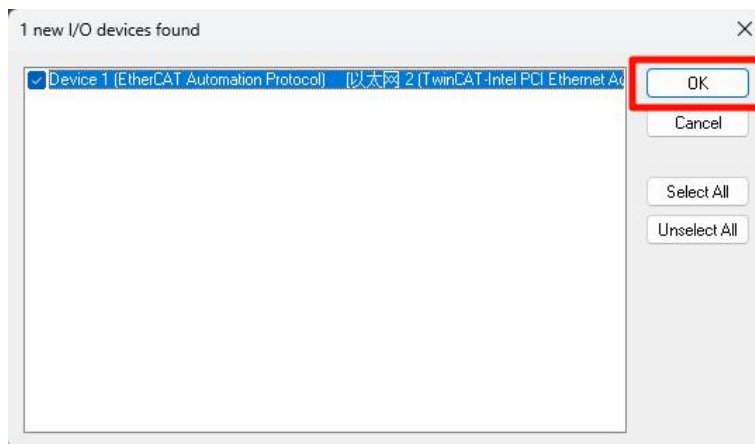 1 new I/O devices found
Device 1 (EtherCAT Automation Protocol) [以太网 2 (TwinCAT-Intel PCI Ethernet
OK
Cancel
Select All
Unselect All